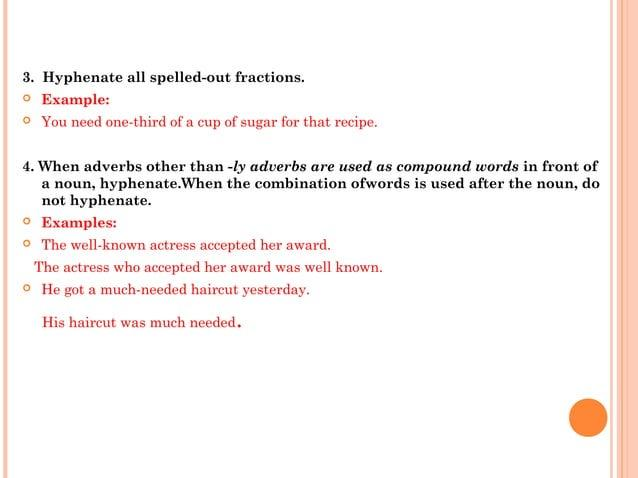 3. Hyphenate all spelled-out fractions.
Example:
You need one-third of a cup of sugar for that recipe.
4. When adverbs other than -ly adverbs are used as compound words in front of
a noun, hyphenate.When the combination ofwords is used after the noun, do
not hyphenate.
Examples:
The well-known actress accepted her award.
The actress who accepted her award was well known.
He got a much-needed haircut yesterday.
His haircut was much needed.